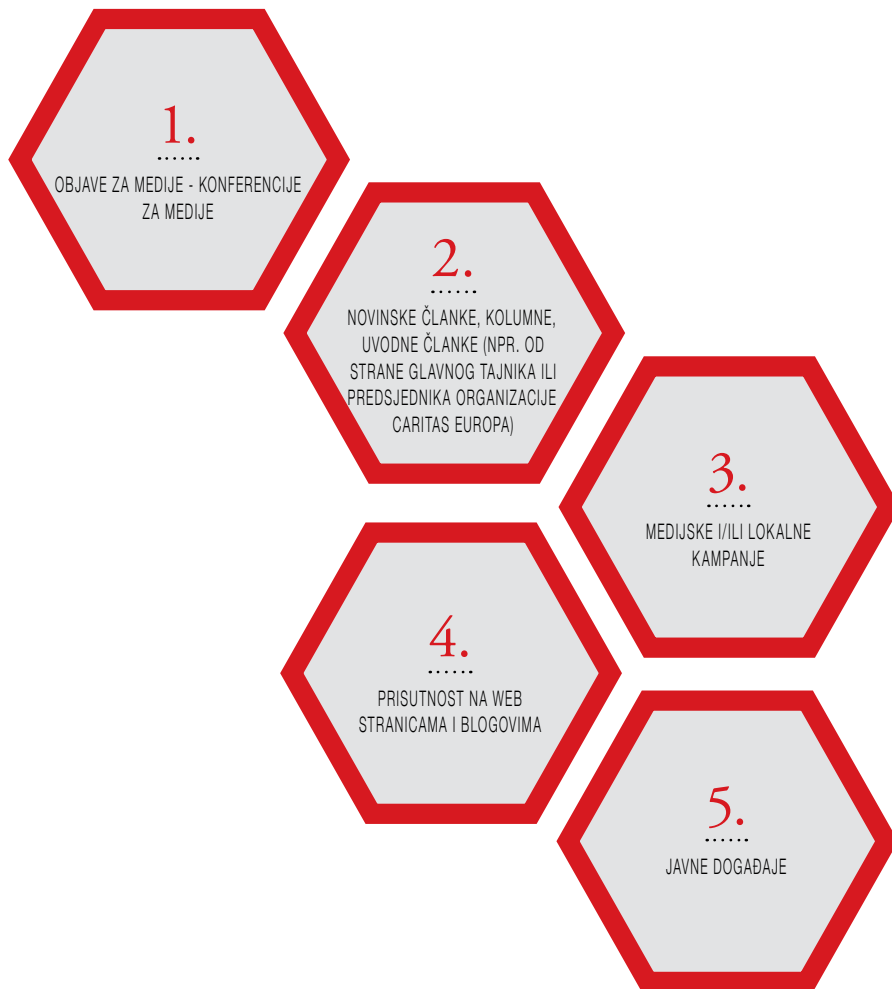 1.
OBJAVE ZA MEDIJE - KONFERENCIJE
ZA MEDIJE
2.
NOVINSKE ČLANKE, KOLUMNE,
UVODNE ČLANKE (NPR. OD
STRANE GLAVNOG TAJNIKA ILI
PREDSJEDNIKA ORGANIZACIJE
CARITAS EUROPA)
3.
MEDIJSKE I/ILI LOKALNE
KAMPANJE
4.
PRISUTNOST NA WEB
STRANICAMA I BLOGOVIMA
5.
JAVNE DOGAĐAJE